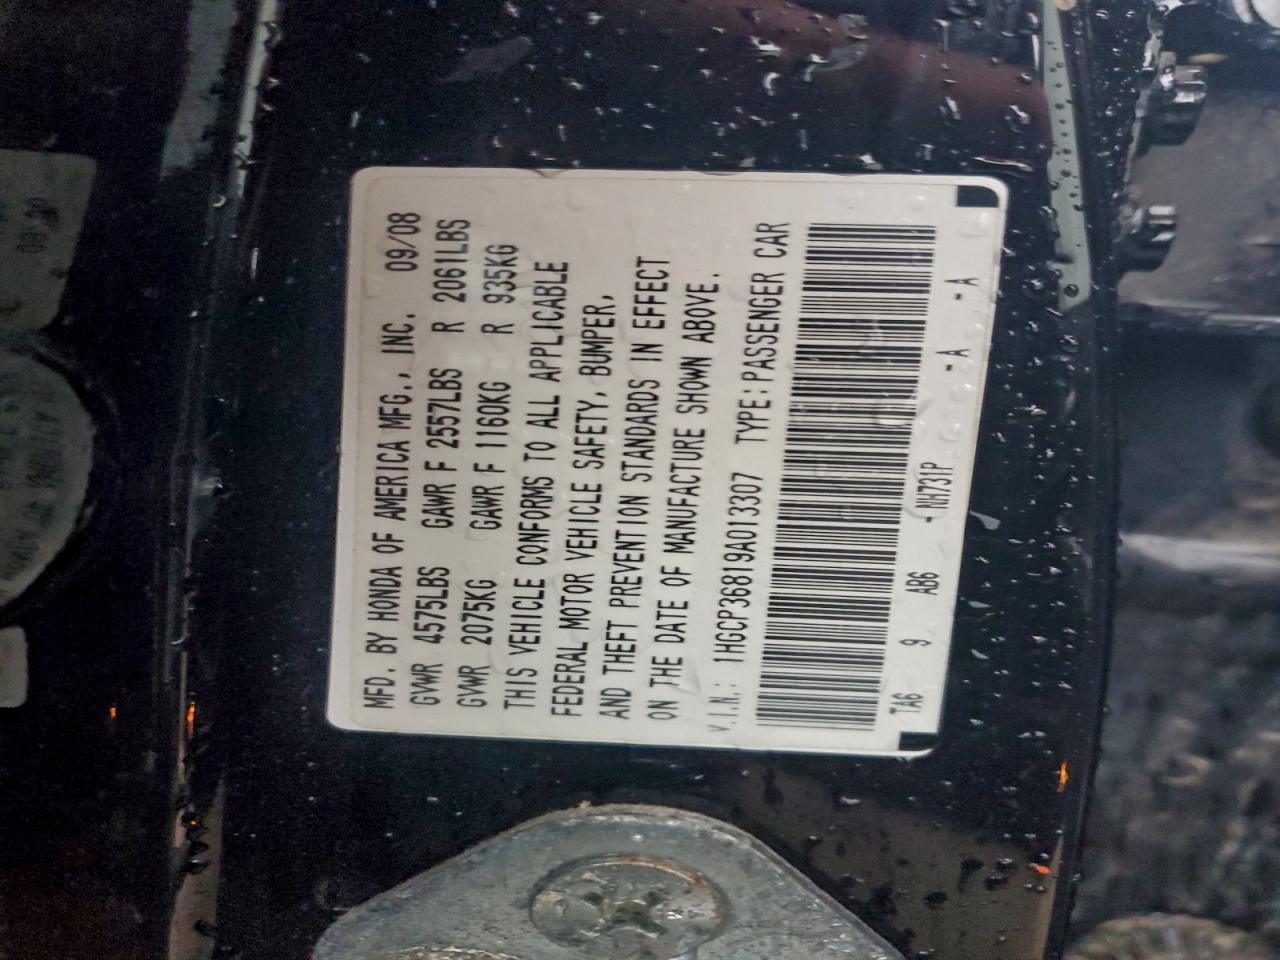 MFD. BY HONDA OF AMERICA MFG., INC. 09/08
GVWR 4575LBS GAWR F 2557LBS R 2061LBS
GVWR 2075KG GAWR F 1160KG R 935KG
THIS VEHICLE CONFORMS TO ALL APPLICABLE
FEDERAL MOTOR VEHICLE SAFETY, BUMPER,
AND THEFT PREVENTION STANDARDS IN EFFECT
ON THE DATE OF MANUFACTURE SHOWN ABOVE.
V.I.N.: 1HGCP36819A013307 TYPE: PASSENGER CAR
TA6 9 AB6 - NH731P - A - A